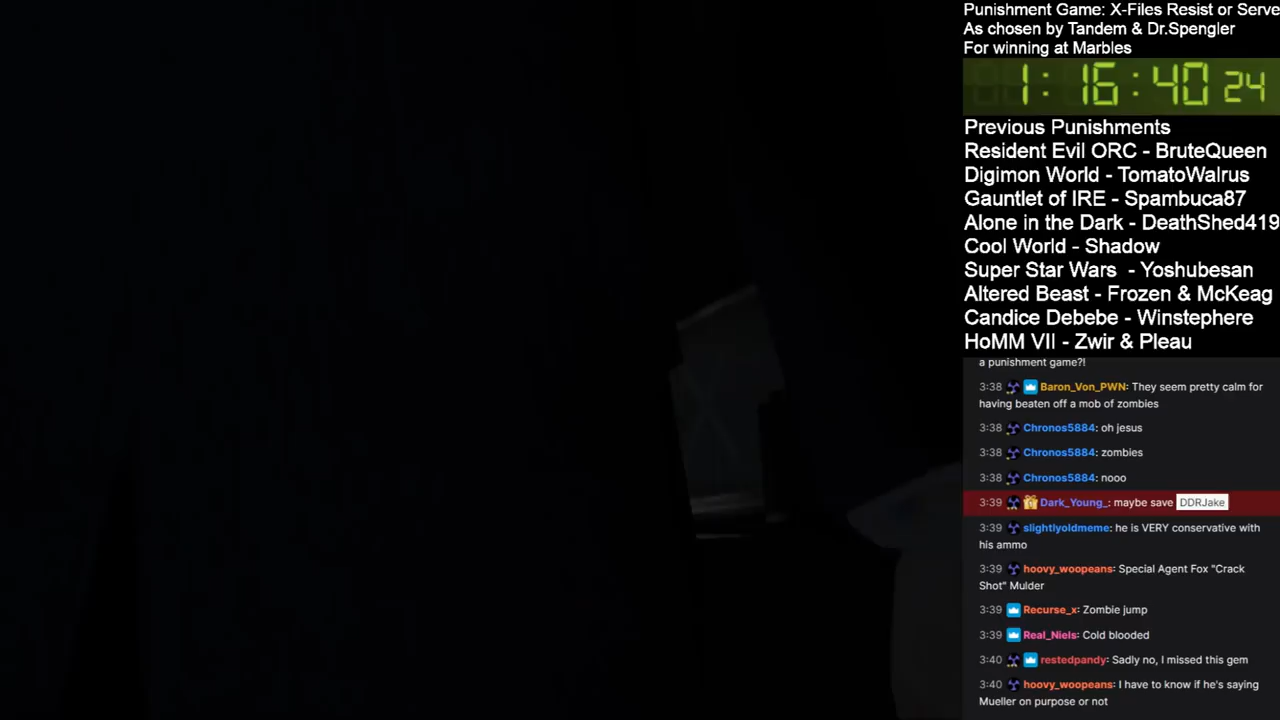 Punishment Game: X-Files Resist or Serve
As chosen by Tandem & Dr.Spengler
For winning at Marbles
1:16:40 24
Previous Punishments
Resident Evil ORC - BruteQueen
Digimon World - TomatoWalrus
Gauntlet of IRE - Spambuca87
Alone in the Dark - DeathShed419
Cool World - Shadow
Super Star Wars - Yoshubesan
Altered Beast - Frozen & McKeag
Candice Debebe - Winstephere
HoMM VII - Zwir & Pleau
a punishment game?!
3:38 Baron_Von_PWN: They seem pretty calm for
having beaten off a mob of zombies
3:38 Chronos5884: oh jesus
3:38 Chronos5884: zombies
3:38 Chronos5884: nooo
3:39 Dark_Young_: maybe save DDRJake
3:39 slightlyoldmeme: he is VERY conservative with
his ammo
3:39 hoovy_woopeans: Special Agent Fox "Crack
Shot" Mulder
3:39 Recurse_x: Zombie jump
3:39 Real_Niels: Cold blooded
3:40 restedpandy: Sadly no, I missed this gem
3:40 hoovy_woopeans: I have to know if he's saying
Mueller on purpose or not